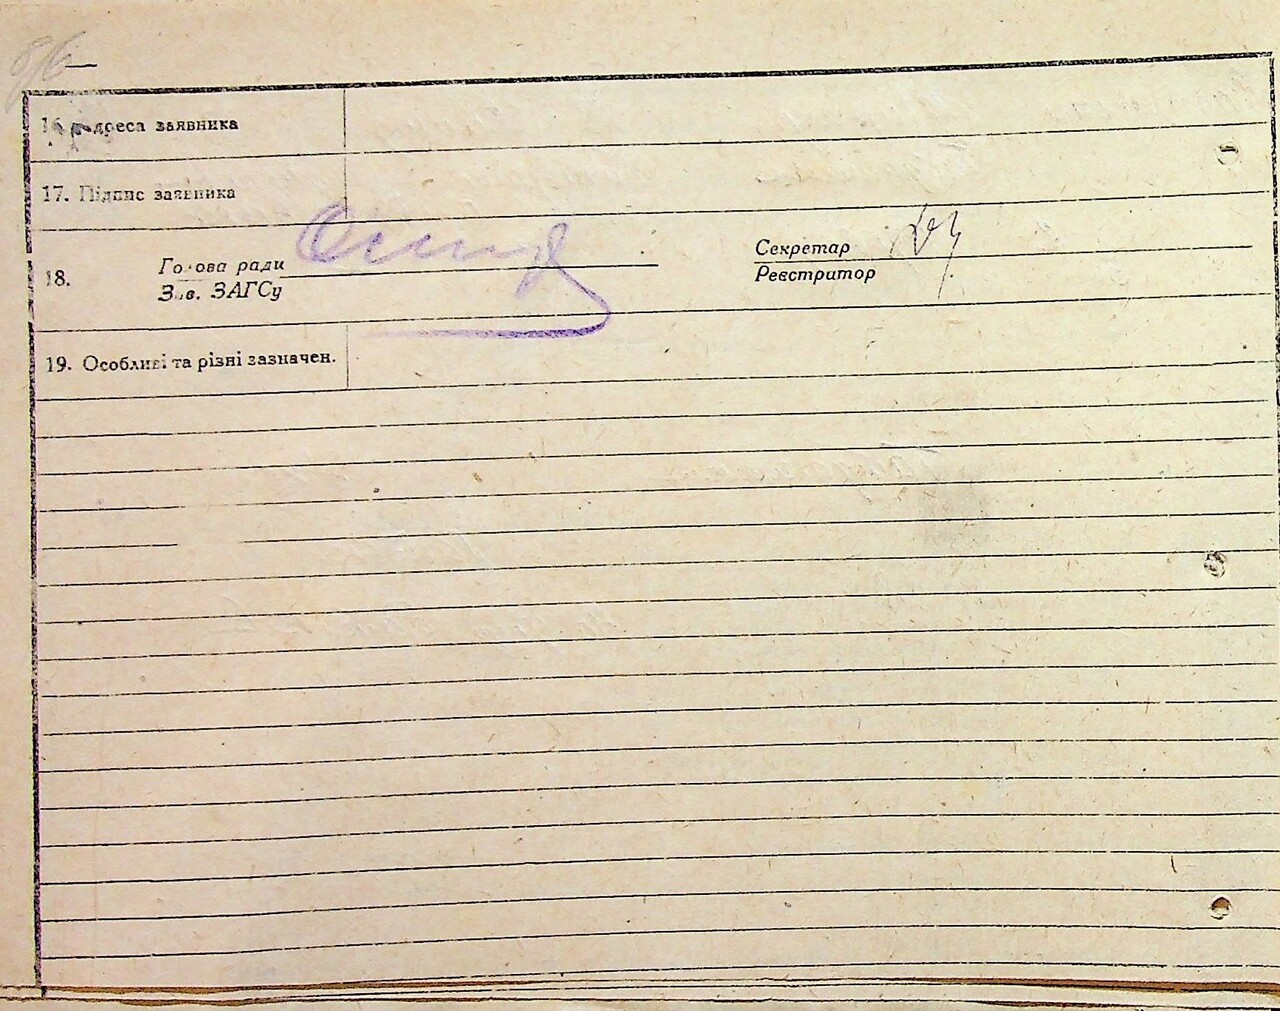 16. Адреса заявника
17. Підпис заявника
18. Голова ради
Зав. ЗАГСу
Секретар
Реєстратор
19. Особливі та різні зазначен.